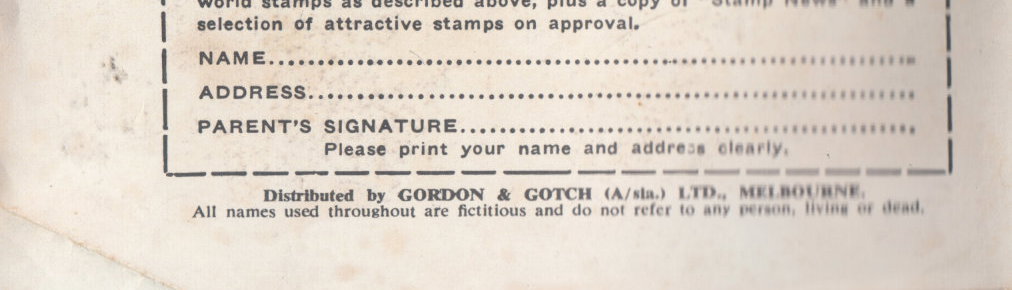 world stamps as described above, plus a copy of "Stamp News" and a
selection of attractive stamps on approval.
NAME..........................................................................
ADDRESS......................................................................
PARENT'S SIGNATURE....................................................
Please print your name and address clearly.
Distributed by GORDON & GOTCH (A/sia.) LTD., MELBOURNE.
All names used throughout are fictitious and do not refer to any person, living or dead.